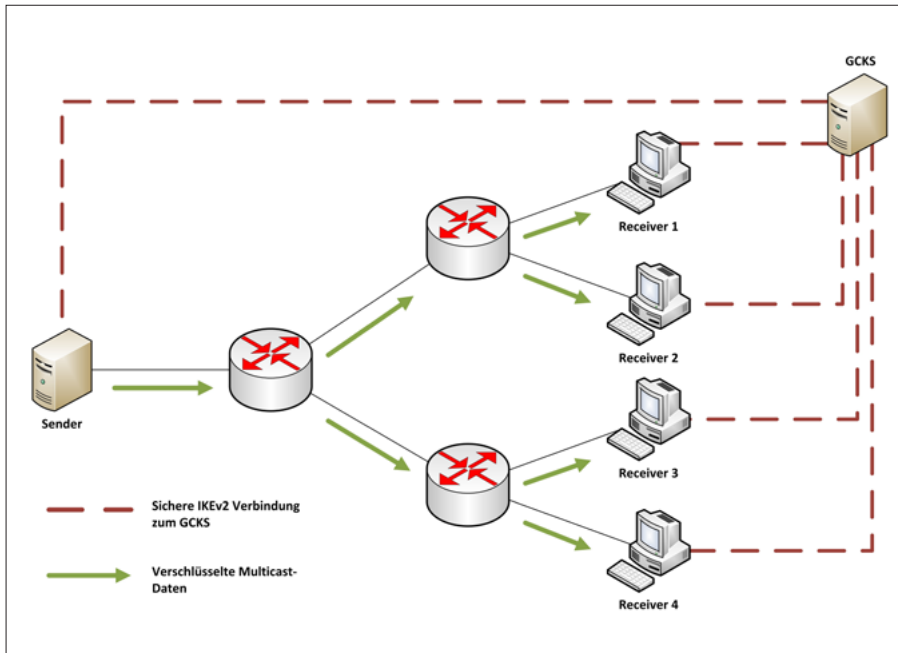 GCKS
Receiver 1
Receiver 2
Sender
Receiver 3
Sichere IKEv2 Verbindung
zum GCKS
Verschlüsselte Multicast-
Daten
Receiver 4